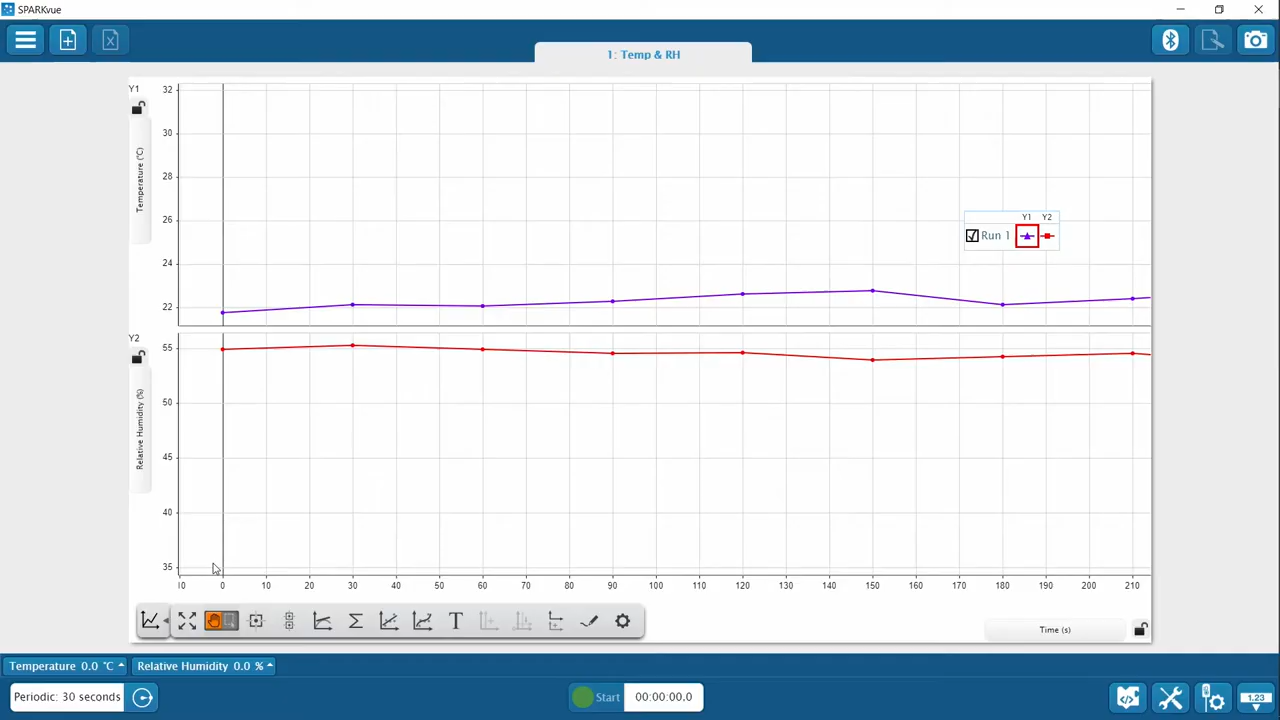 SPARKvue
1: Temp & RH
Y1
32
30
28
26
24
22
Temperature (°C)
Y1 Y2
Run 1
Y2
55
50
45
40
35
Relative Humidity (%)
0 10 20 30 40 50 60 70 80 90 100 110 120 130 140 150 160 170 180 190 200 210
T
Time (s)
Temperature 0.0 °C Relative Humidity 0.0 %
Periodic: 30 seconds Start 00:00:00.0 1.23